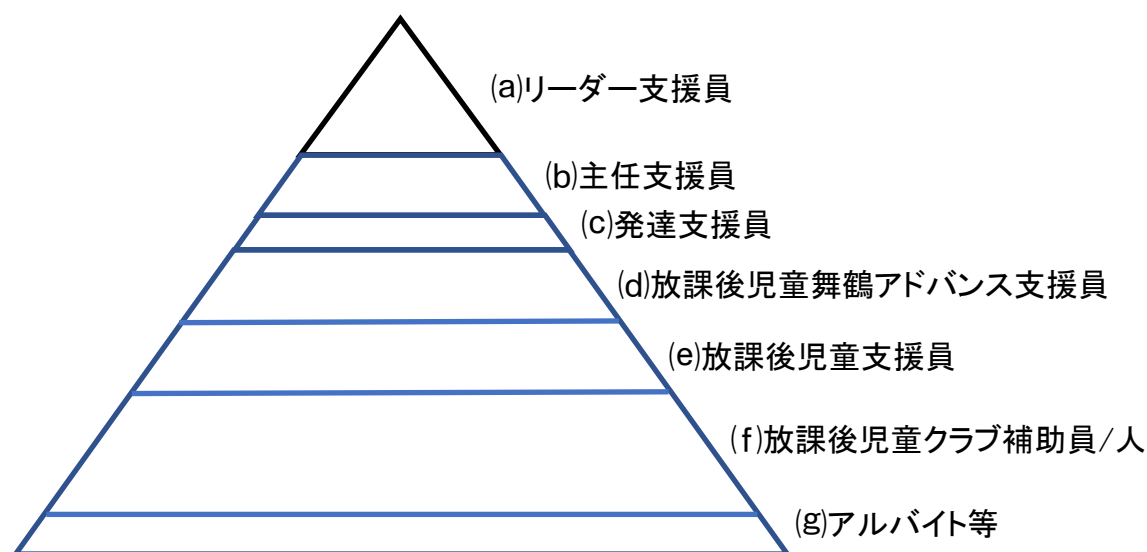 (a)リーダー支援員
(b)主任支援員
(c)発達支援員
(d)放課後児童舞鶴アドバンス支援員
(e)放課後児童支援員
(f)放課後児童クラブ補助員/人
(g)アルバイト等